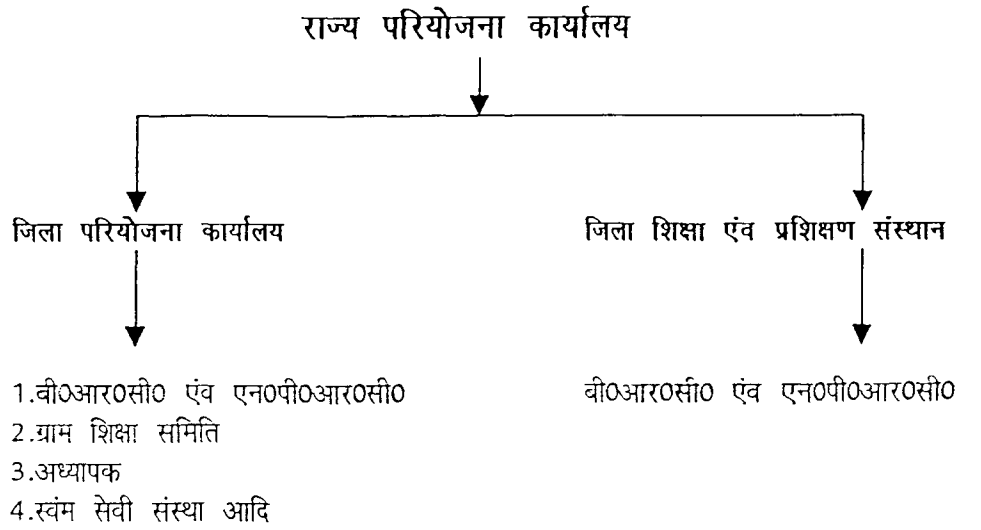 राज्य परियोजना कार्यालय
जिला परियोजना कार्यालय
जिला शिक्षा एंव प्रशिक्षण संस्थान
1.बी0आर0सी0 एंव एन0पी0आर0सी0
2.ग्राम शिक्षा समिति
3.अध्यापक
4.स्वंम सेवी संस्था आदि
बी0आर0सी0 एंव एन0पी0आर0सी0